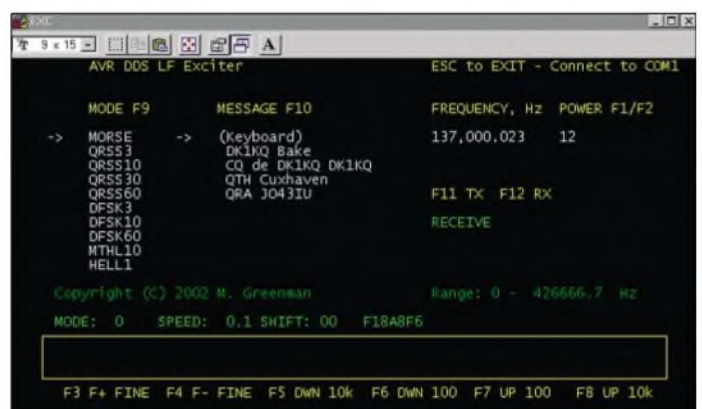 EXC
9 x 15 A
AVR DDS LF Exciter ESC to EXIT - Connect to COM1
MODE F9 MESSAGE F10 FREQUENCY, Hz POWER F1/F2
-> MORSE -> (Keyboard) 137,000.023 12
QRSS3 DK1KQ Bake
QRSS10 CQ de DK1KQ DK1KQ
QRSS30 QTH Cuxhaven
QRSS60 QRA JO43IU F11 TX F12 RX
DFSK3
DFSK10 RECEIVE
DFSK60
MTHL10
HELL1
Copyright (C) 2002 M. Greenman Range: 0 - 426666.7 Hz
MODE: 0 SPEED: 0.1 SHIFT: 00 F18A8F6
F3 F+ FINE F4 F- FINE F5 DWN 10k F6 DWN 100 F7 UP 100 F8 UP 10k